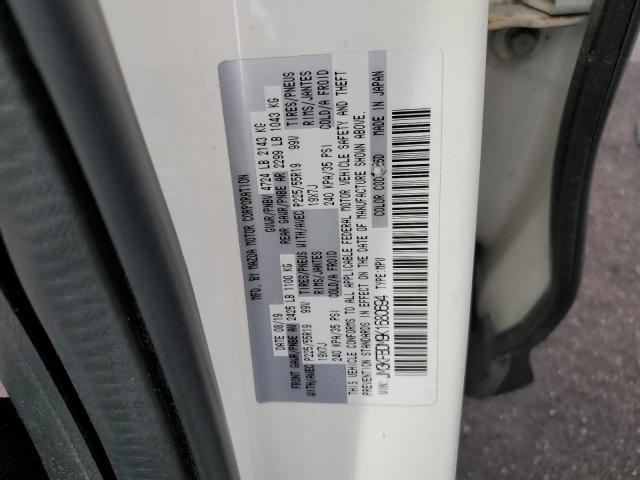 MFD. BY MAZDA MOTOR CORPORATION
DATE 08/19 GVWR/PNBV 4724 LB 2143 KG
FRONT GAWR/PNBE AV 2425 LB 1100 KG REAR GAWR/PNBE AR 2299 LB 1043 KG
WITH/AVEC P225/55R19 99V TIRES/PNEUS WITH/AVEC P225/55R19 99V TIRES/PNEUS
19X7J RIMS/JANTES 19X7J RIMS/JANTES
240 KPA/35 PSI COLD/A FROID 240 KPA/35 PSI COLD/A FROID
THIS VEHICLE CONFORMS TO ALL APPLICABLE FEDERAL MOTOR VEHICLE SAFETY AND THEFT
PREVENTION STANDARDS IN EFFECT ON THE DATE OF MANUFACTURE SHOWN ABOVE.
VIN: TYPE: MPV COLOR CODE: MADE IN JAPAN